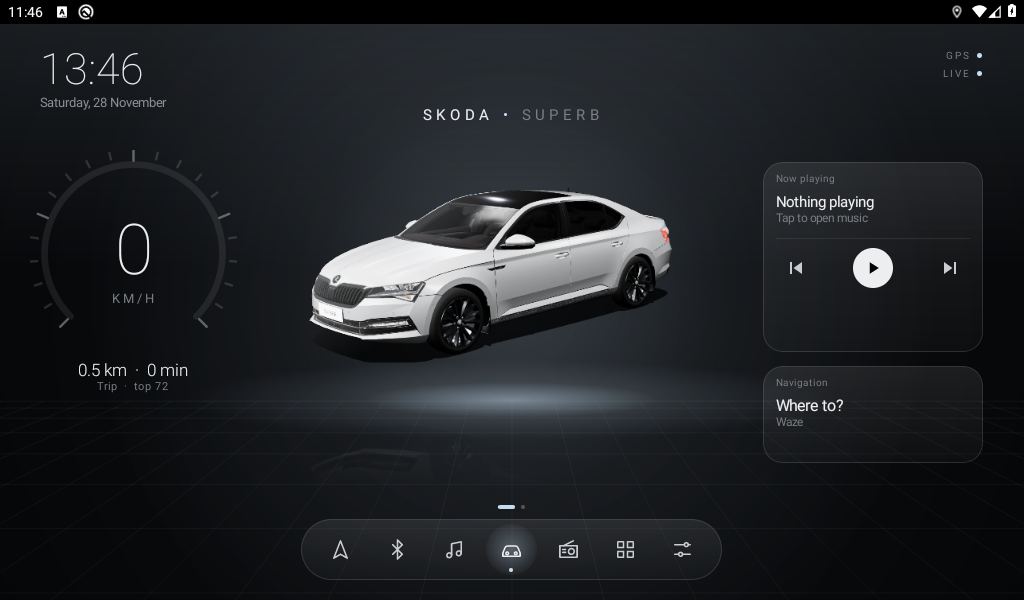 11:46
13:46
Saturday, 28 November
GPS
LIVE
SKODA · SUPERB
0
KM/H
0.5 km · 0 min
Trip · top 72
Now playing
Nothing playing
Tap to open music
Navigation
Where to?
Waze